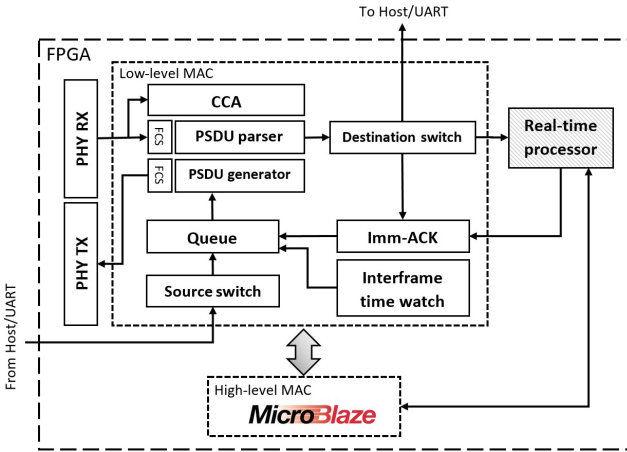 To Host/UART
FPGA
Low-level MAC
PHY RX
CCA
FCS
PSDU parser
Destination switch
Real-time
processor
FCS
PSDU generator
PHY TX
Queue
Imm-ACK
Source switch
Interframe
time watch
From Host/UART
High-level MAC
MicroBlaze